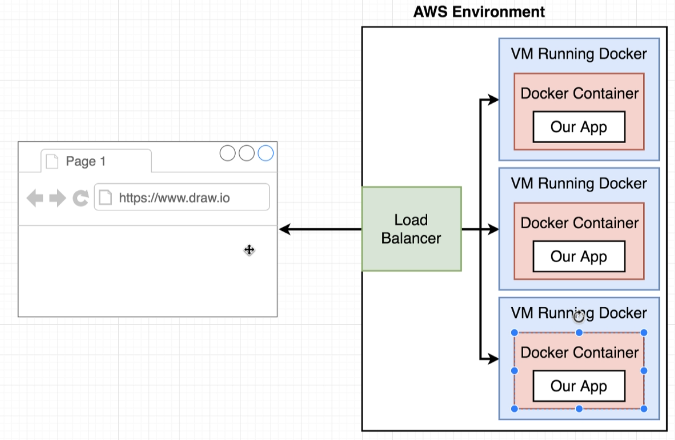 AWS Environment
Page 1
https://www.draw.io
Load
Balancer
VM Running Docker
Docker Container
Our App
VM Running Docker
Docker Container
Our App
VM Running Docker
Docker Container
Our App